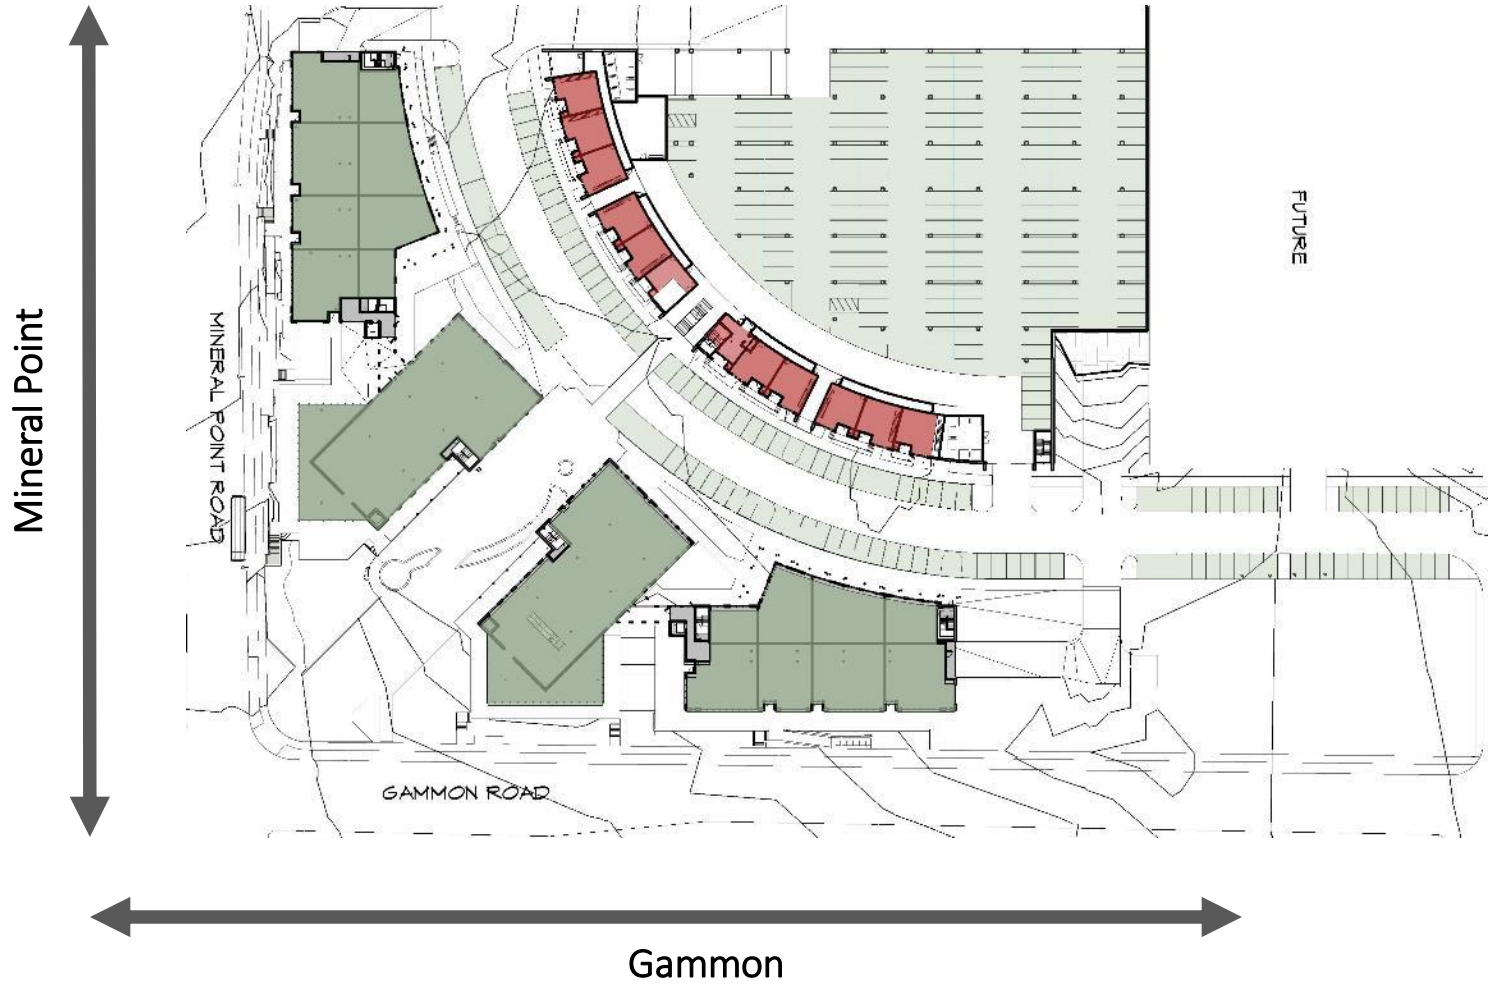 FUTURE
Mineral Point
MINERAL POINT ROAD
GAMMON ROAD
Gammon